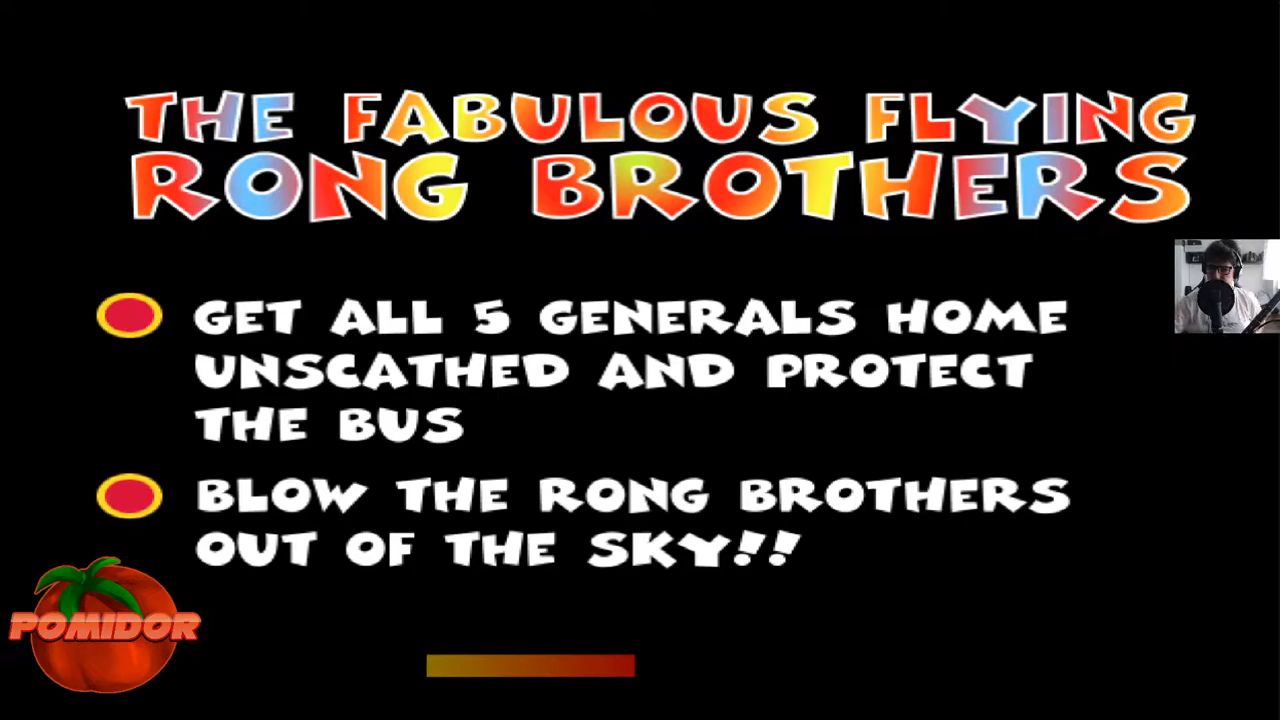 THE FABULOUS FLYING
RONG BROTHERS
GET ALL 5 GENERALS HOME
UNSCATHED AND PROTECT
THE BUS
BLOW THE RONG BROTHERS
OUT OF THE SKY!!
POMIDOR